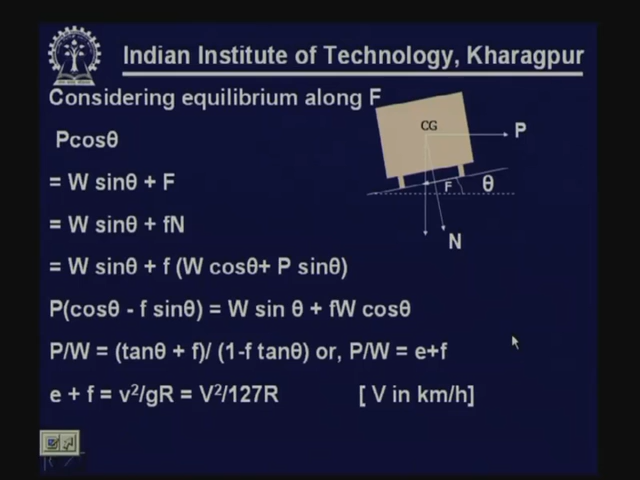 Indian Institute of Technology, Kharagpur
Considering equilibrium along F
Pcosθ
= W sinθ + F
= W sinθ + fN
= W sinθ + f (W cosθ+ P sinθ)
P(cosθ - f sinθ) = W sin θ + fW cosθ
P/W = (tanθ + f)/ (1-f tanθ) or, P/W = e+f
e + f = v²/gR = V²/127R [ V in km/h]
CG
P
F
θ
N